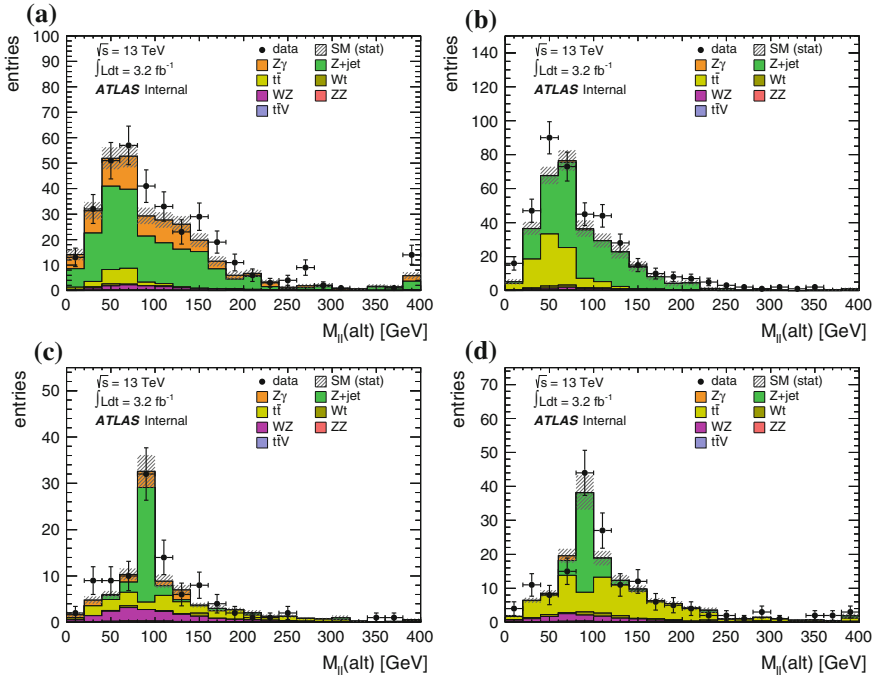 (a)
entries
100
90
80
70
60
50
40
30
20
10
0
√s = 13 TeV
∫Ldt = 3.2 fb⁻¹
ATLAS Internal
data
SM (stat)
Zγ
Z+jet
tt̄
Wt
WZ
ZZ
tt̄V
0 50 100 150 200 250 300 350 400
M_ll(alt) [GeV]
(b)
entries
140
120
100
80
60
40
20
0
√s = 13 TeV
∫Ldt = 3.2 fb⁻¹
ATLAS Internal
data
SM (stat)
Zγ
Z+jet
tt̄
Wt
WZ
ZZ
tt̄V
0 50 100 150 200 250 300 350 400
M_ll(alt) [GeV]
(c)
entries
50
40
30
20
10
0
√s = 13 TeV
∫Ldt = 3.2 fb⁻¹
ATLAS Internal
data
SM (stat)
Zγ
Z+jet
tt̄
Wt
WZ
ZZ
tt̄V
0 50 100 150 200 250 300 350 400
M_ll(alt) [GeV]
(d)
entries
70
60
50
40
30
20
10
0
√s = 13 TeV
∫Ldt = 3.2 fb⁻¹
ATLAS Internal
data
SM (stat)
Zγ
Z+jet
tt̄
Wt
WZ
ZZ
tt̄V
0 50 100 150 200 250 300 350 400
M_ll(alt) [GeV]